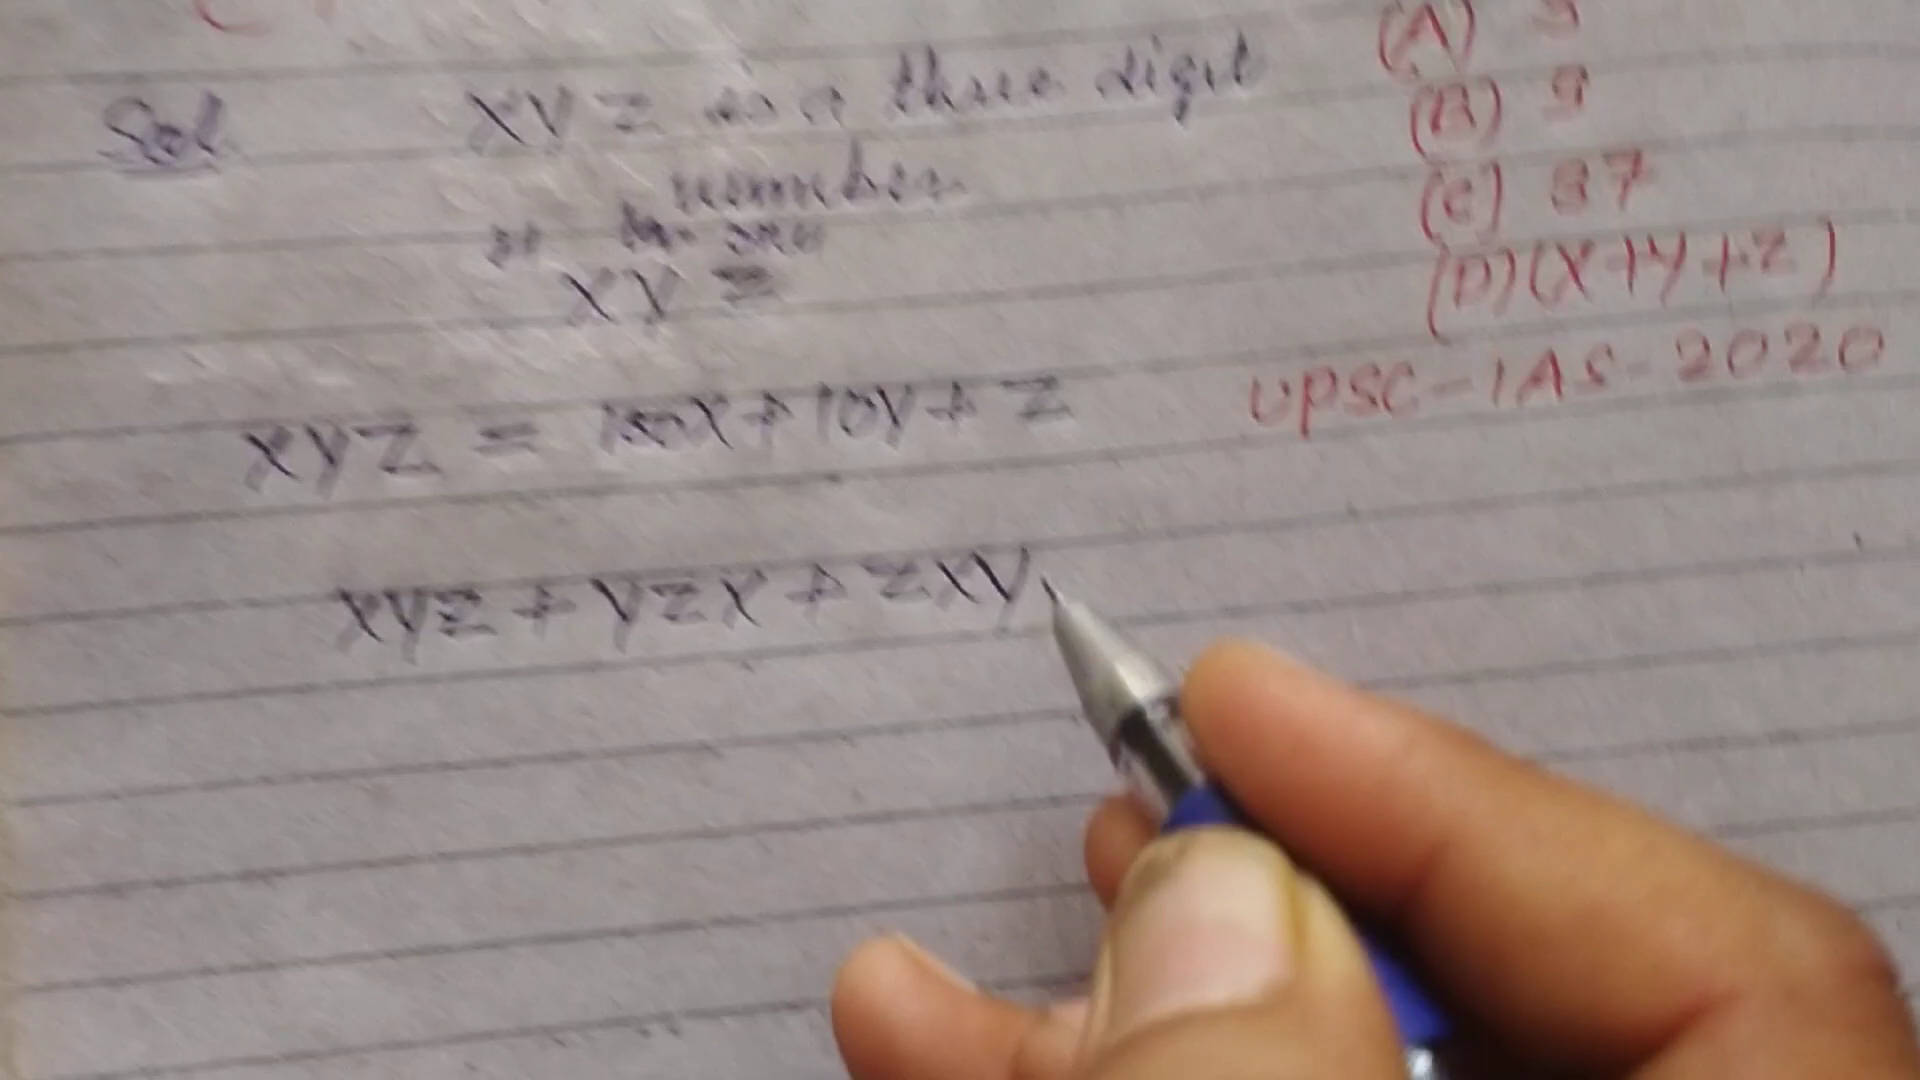 (A) 3
Sol XYZ is a three digit
(B) 9
number
(C) 37
XYZ
(D) (X+Y+Z)
XYZ = 100X+10Y+Z
UPSC-IAS-2020
XYZ+YZX+ZXY